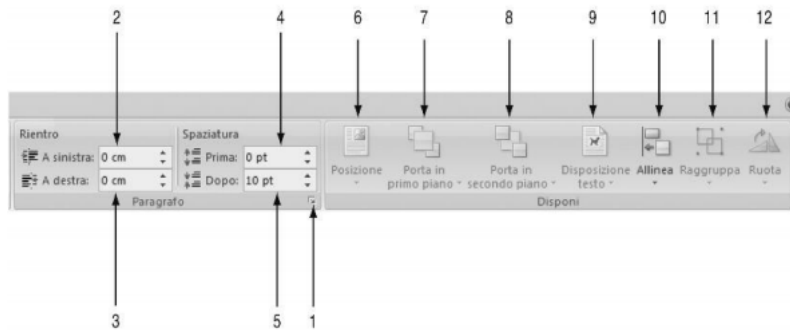 2 4 6 7 8 9 10 11 12
Rientro Spaziatura
A sinistra: 0 cm Prima: 0 pt
A destra: 0 cm Dopo: 10 pt
Posizione Porta in primo piano Porta in secondo piano Disposizione testo Allinea Raggruppa Ruota
Paragrafo Disponi
3 5 1